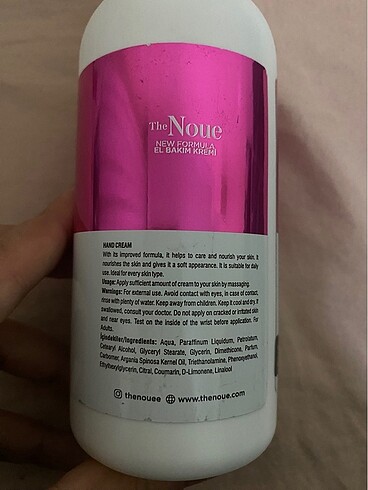 The Noue
NEW FORMULA
EL BAKIM KREMİ
HAND CREAM
With its improved formula, it helps to care and nourish your skin. It
nourishes the skin and gives it a soft appearance. It is suitable for daily
use. Ideal for every skin type.
Usage: Apply sufficient amount of cream to your skin by massaging.
Warnings: For external use. Avoid contact with eyes, in case of contact,
rinse with plenty of water. Keep away from children. Keep it cool and dry. If
swallowed, consult your doctor. Do not apply on cracked or irritated skin
and near eyes. Test on the inside of the wrist before application. For
Adults.
İçindekiler/Ingredients: Aqua, Paraffinum Liquidum, Petrolatum,
Cetearyl Alcohol, Glyceryl Stearate, Glycerin, Dimethicone, Parfum,
Carbomer, Argania Spinosa Kernel Oil, Triethanolamine, Phenoxyethanol,
Ethylhexylglycerin, Citral, Coumarin, D-Limonene, Linalool
thenouee www.thenoue.com